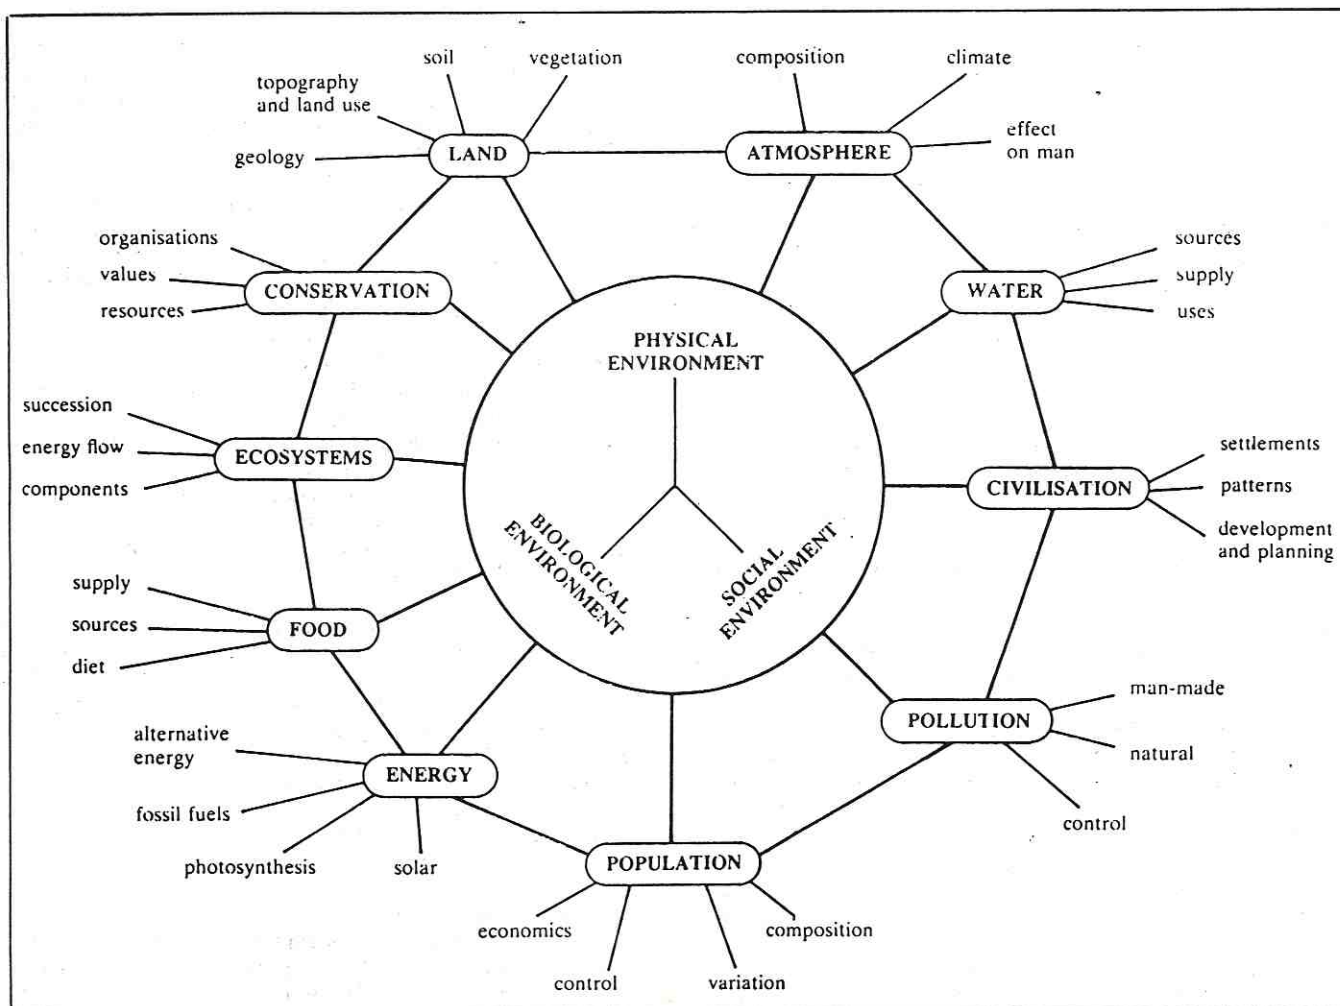 soil
vegetation
composition
climate
topography
and land use
effect
on man
geology
LAND
ATMOSPHERE
organisations
values
resources
CONSERVATION
WATER
sources
supply
uses
PHYSICAL
ENVIRONMENT
succession
energy flow
components
ECOSYSTEMS
CIVILISATION
settlements
patterns
development
and planning
BIOLOGICAL
ENVIRONMENT
SOCIAL
ENVIRONMENT
supply
sources
diet
FOOD
POLLUTION
man-made
natural
control
alternative
energy
fossil fuels
photosynthesis
solar
ENERGY
POPULATION
economics
control
variation
composition